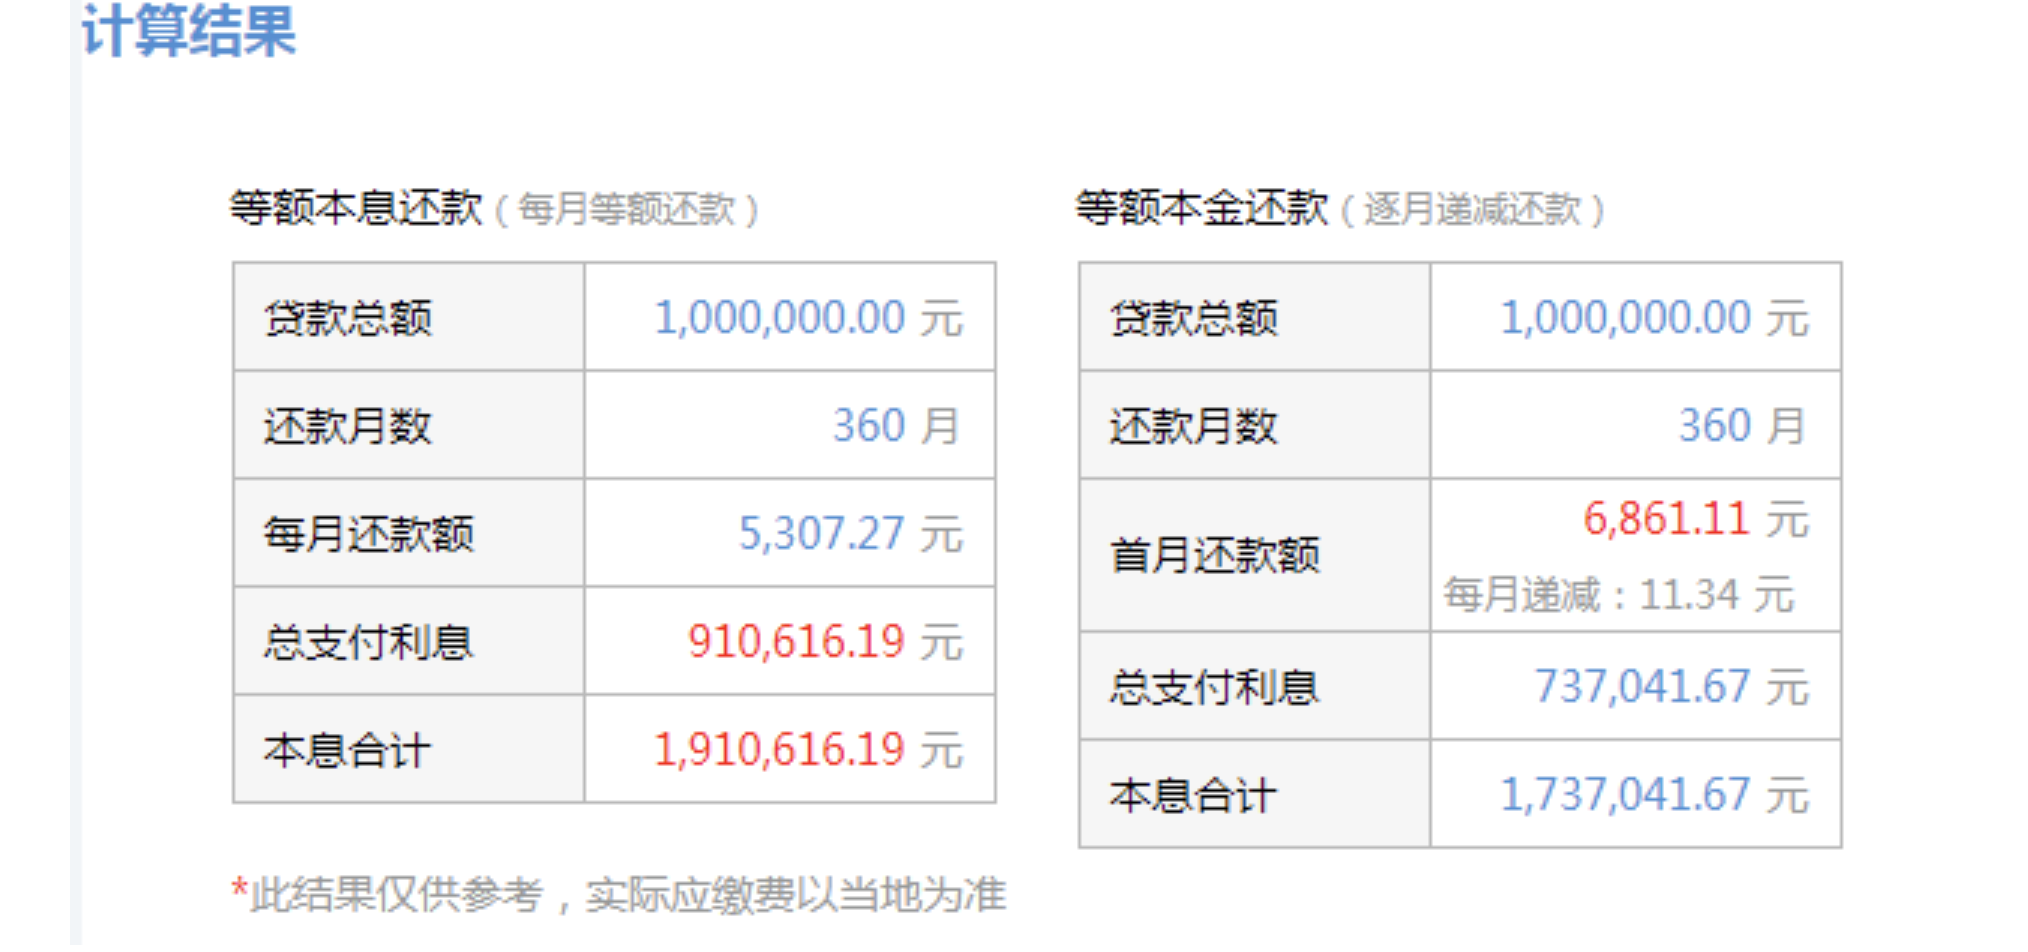 计算结果
等额本息还款（每月等额还款）
贷款总额 1,000,000.00 元
还款月数 360 月
每月还款额 5,307.27 元
总支付利息 910,616.19 元
本息合计 1,910,616.19 元
等额本金还款（逐月递减还款）
贷款总额 1,000,000.00 元
还款月数 360 月
首月还款额 6,861.11 元
每月递减：11.34 元
总支付利息 737,041.67 元
本息合计 1,737,041.67 元
*此结果仅供参考，实际应缴费以当地为准